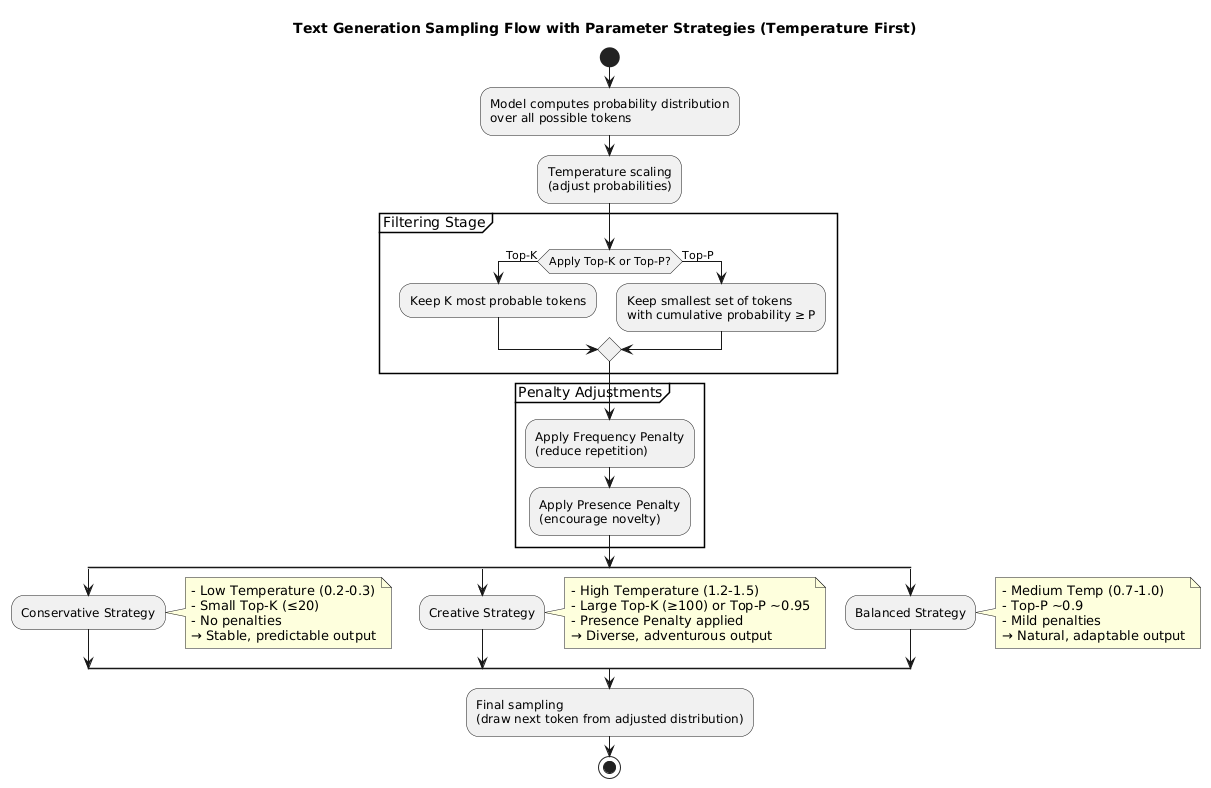 Text Generation Sampling Flow with Parameter Strategies (Temperature First)
Model computes probability distribution
over all possible tokens
Temperature scaling
(adjust probabilities)
Filtering Stage
Apply Top-K or Top-P?
Top-K
Top-P
Keep K most probable tokens
Keep smallest set of tokens
with cumulative probability ≥ P
Penalty Adjustments
Apply Frequency Penalty
(reduce repetition)
Apply Presence Penalty
(encourage novelty)
Conservative Strategy
- Low Temperature (0.2-0.3)
- Small Top-K (≤20)
- No penalties
→ Stable, predictable output
Creative Strategy
- High Temperature (1.2-1.5)
- Large Top-K (≥100) or Top-P ~0.95
- Presence Penalty applied
→ Diverse, adventurous output
Balanced Strategy
- Medium Temp (0.7-1.0)
- Top-P ~0.9
- Mild penalties
→ Natural, adaptable output
Final sampling
(draw next token from adjusted distribution)